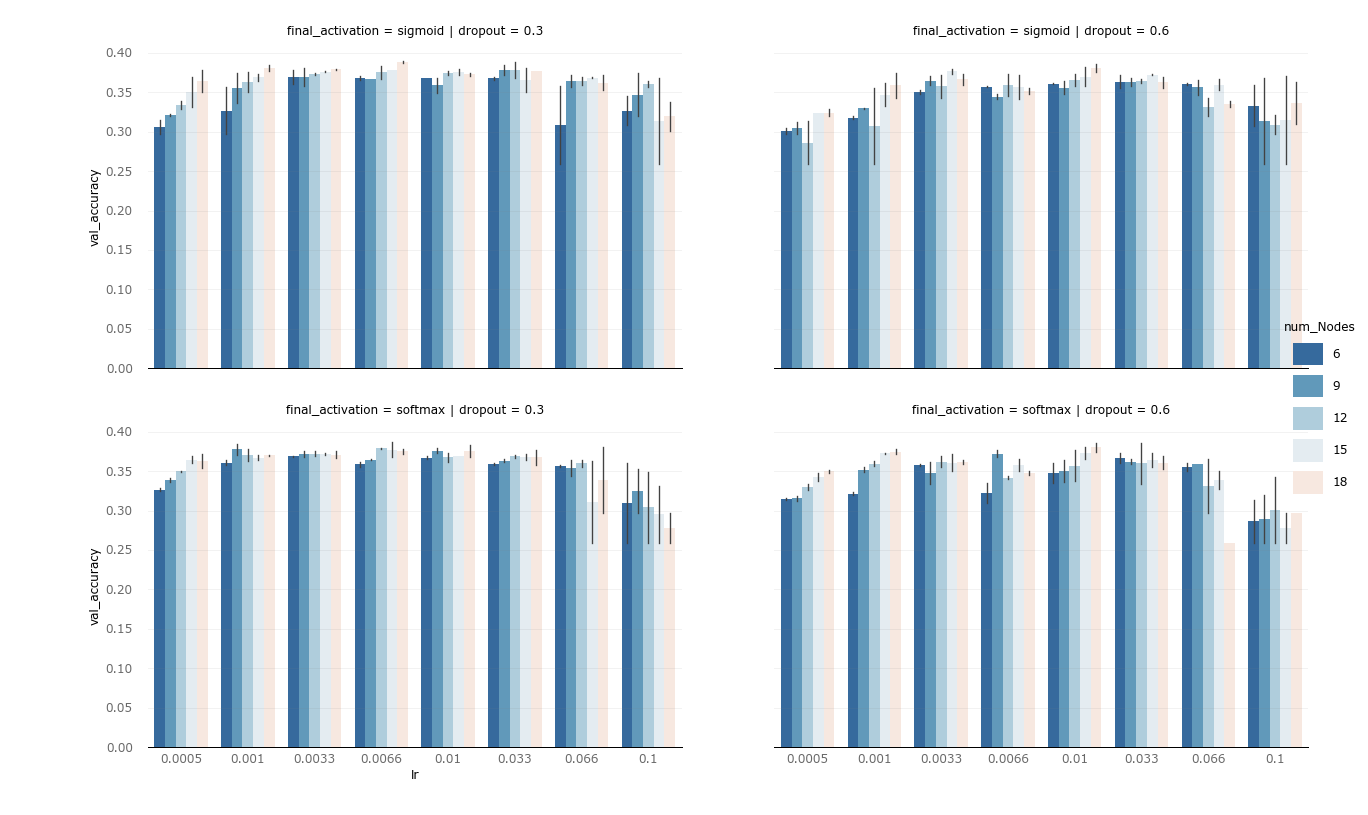 final_activation = sigmoid | dropout = 0.3
final_activation = sigmoid | dropout = 0.6
0.40
0.35
0.30
0.25
0.20
0.15
0.10
0.05
0.00
val_accuracy
final_activation = softmax | dropout = 0.3
final_activation = softmax | dropout = 0.6
0.40
0.35
0.30
0.25
0.20
0.15
0.10
0.05
0.00
val_accuracy
0.0005 0.001 0.0033 0.0066 0.01 0.033 0.066 0.1
lr
0.0005 0.001 0.0033 0.0066 0.01 0.033 0.066 0.1
num_Nodes
6
9
12
15
18